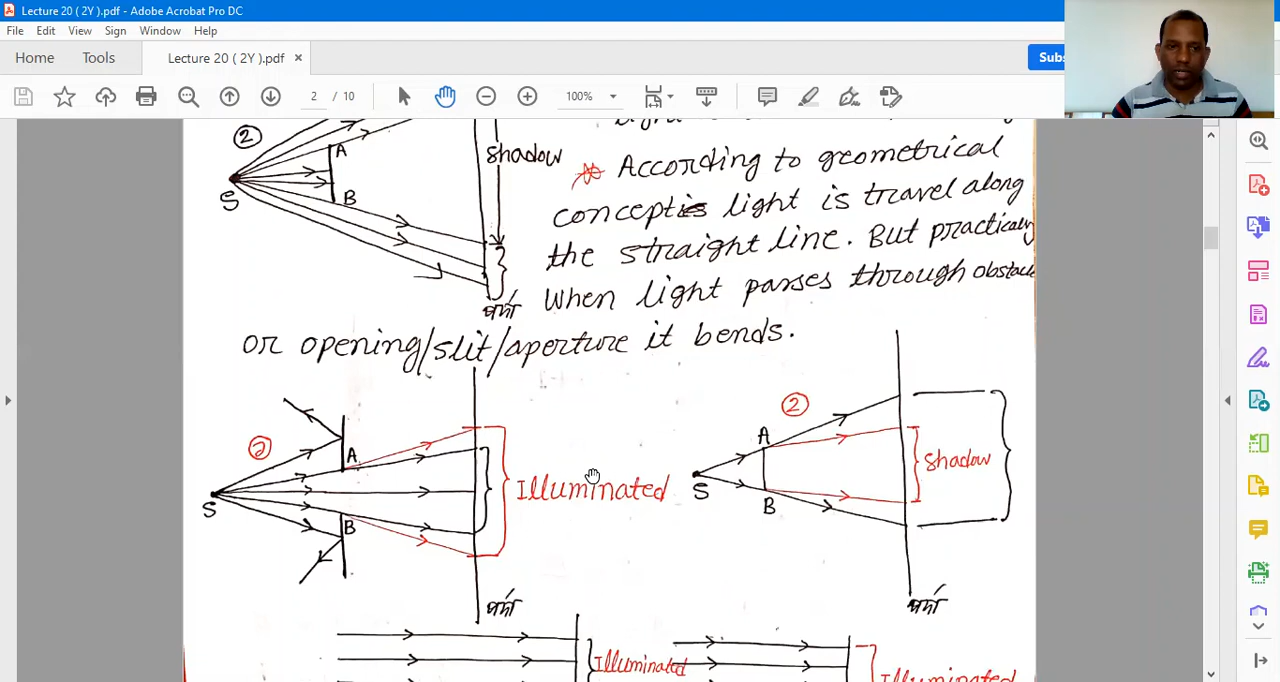 Lecture 20 ( 2Y ).pdf - Adobe Acrobat Pro DC
File Edit View Sign Window Help
Home Tools Lecture 20 ( 2Y ).pdf × Subs
2 / 10 100%
② A B S Shadow পর্দা
According to geometrical
concepties light is travel along
the straight line. But practically
When light passes through obstacle
or opening/slit/aperture it bends.
② S A B Illuminated পর্দা
② S A B Shadow পর্দা
Illuminated
Illuminated